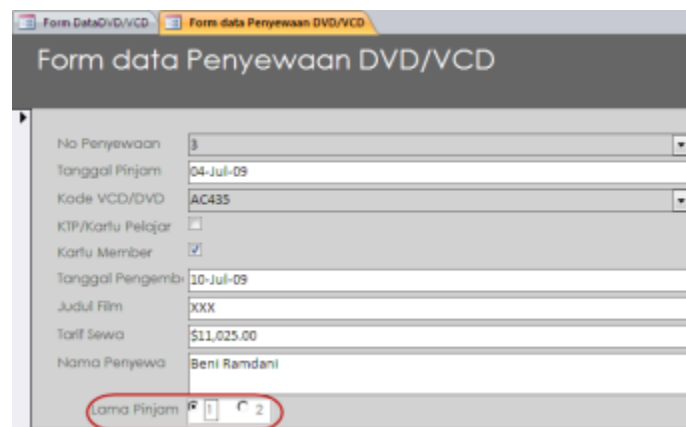 Form DataDVD/VCD Form data Penyewaan DVD/VCD
Form data Penyewaan DVD/VCD
No Penyewaan 3
Tanggal Pinjam 04-Jul-09
Kode VCD/DVD AC435
KTP/Kartu Pelajar
Kartu Member
Tanggal Pengemb 10-Jul-09
Judul Film XXX
Tarif Sewa $11,025.00
Nama Penyewa Beni Ramdani
Lama Pinjam 1 2